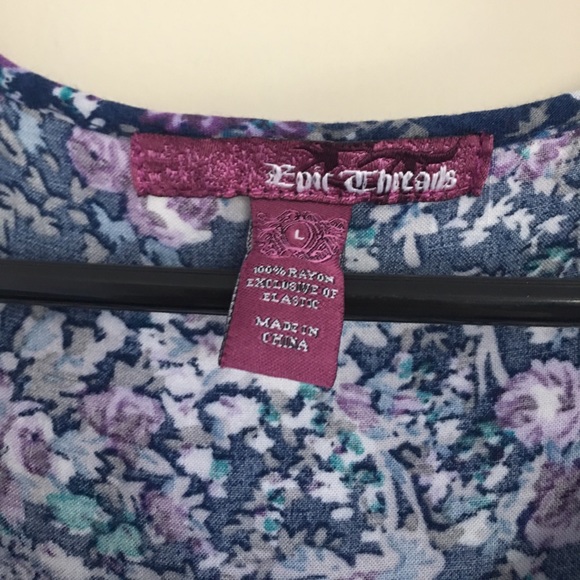 Epic Threads
L
100% RAYON
EXCLUSIVE OF
ELASTIC
MADE IN
CHINA